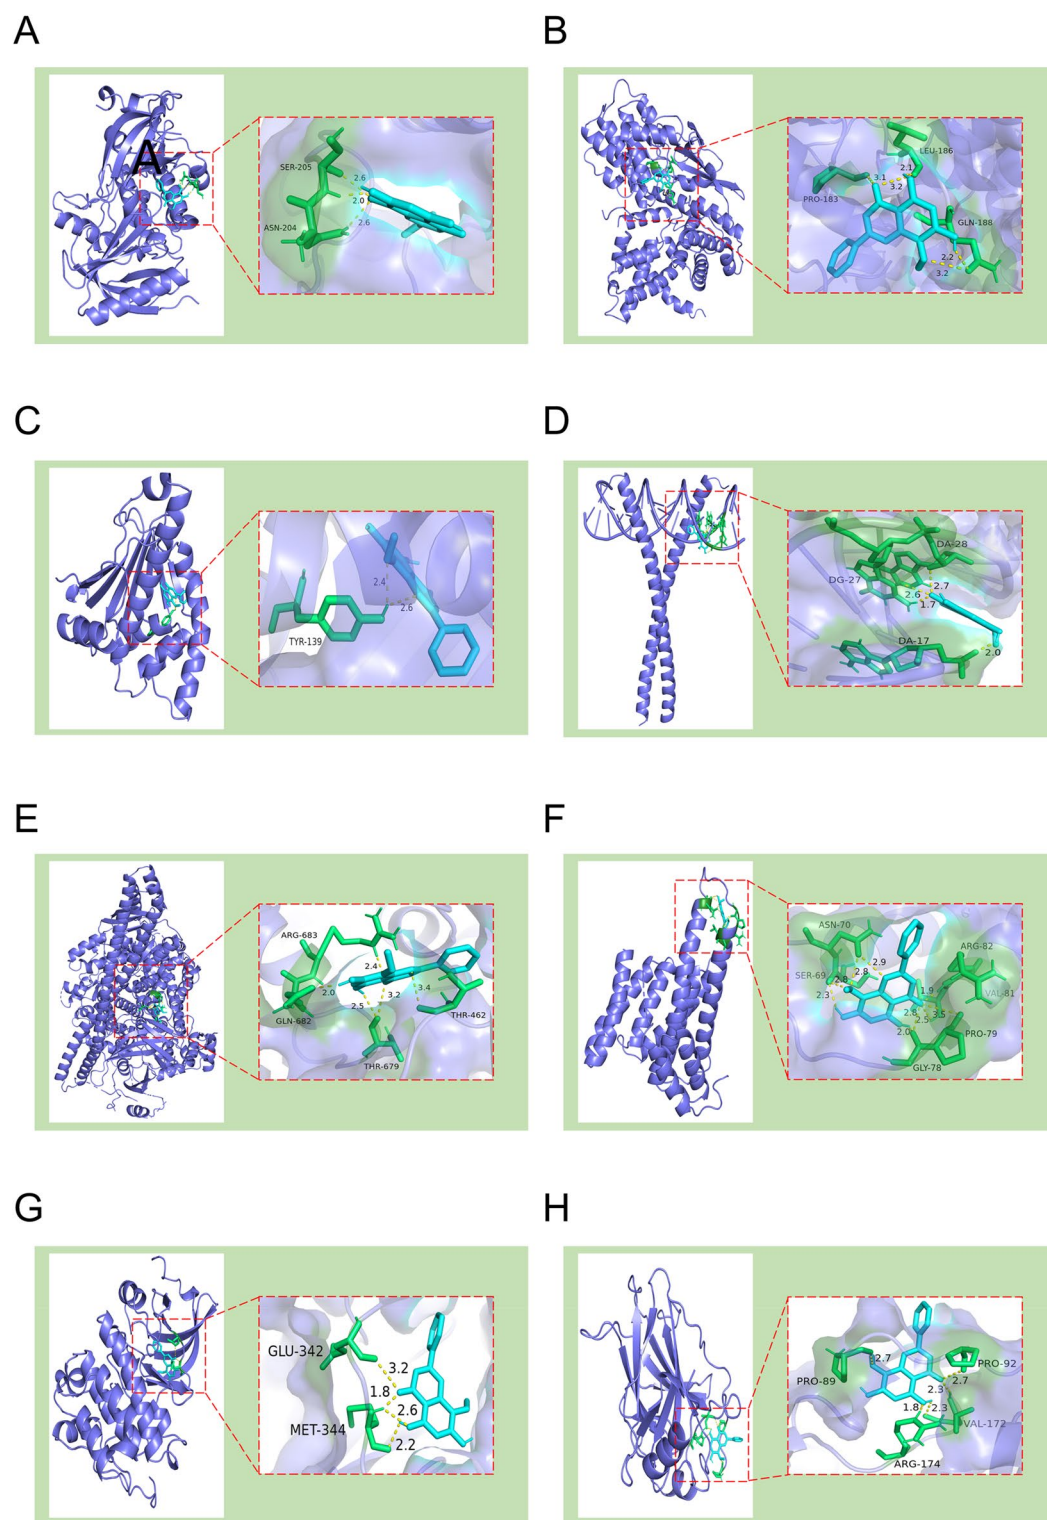 A
B
A
SER-205
2.6
2.0
ASN-204
2.6
LEU-186
2.1
3.1
3.2
PRO-183
GLN-188
2.2
3.2
C
D
2.4
2.6
TYR-139
DA-28
DG-27
2.7
2.6
1.7
DA-17
2.0
E
F
ARG-683
2.4
2.0
3.4
3.2
2.5
GLN-682
THR-462
THR-679
ASN-70
2.9
ARG-82
2.8
SER-69
2.8
1.9
VAL-81
2.3
2.8
3.5
2.5
2.0
PRO-79
GLY-78
G
H
GLU-342
3.2
1.8
2.6
MET-344
2.2
2.7
PRO-92
PRO-89
2.7
2.3
1.8
2.3
VAL-172
ARG-174